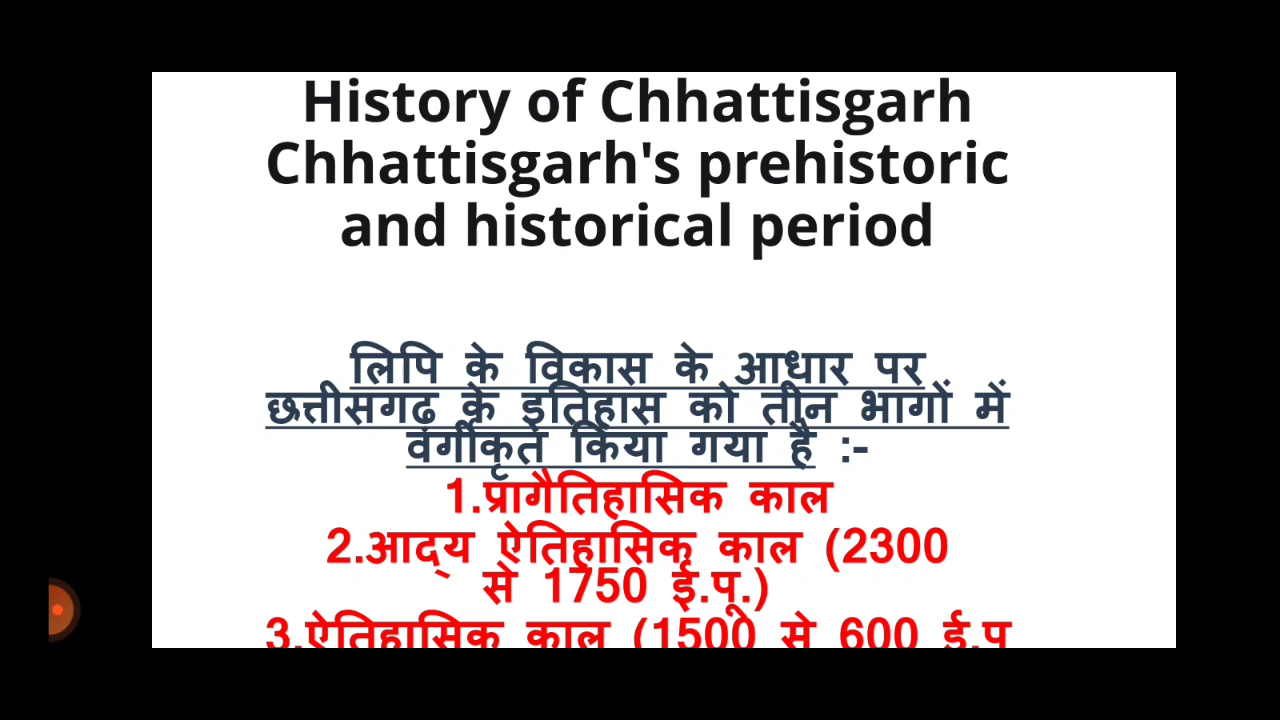 History of Chhattisgarh
Chhattisgarh's prehistoric
and historical period
लिपि के विकास के आधार पर
छत्तीसगढ के इतिहास को तीन भागों में
वर्गीकृत किया गया है :-
1.प्रागैतिहासिक काल
2.आद्य ऐतिहासिक काल (2300
से 1750 ई.पू.)
3.ऐतिहासिक काल (1500 से 600 ई.प